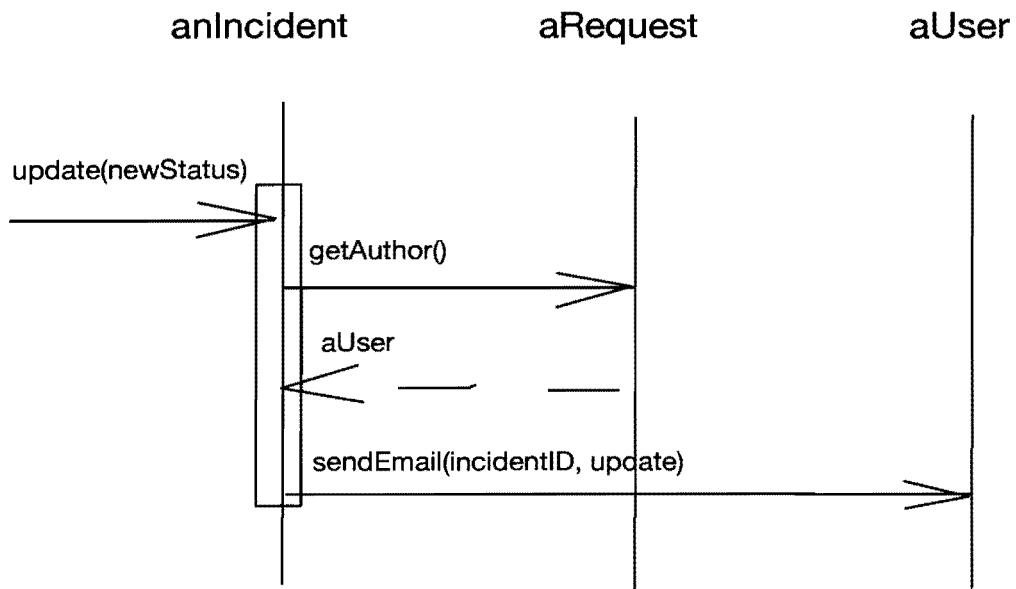 anIncident aRequest aUser
update(newStatus)
getAuthor()
aUser
sendEmail(incidentID, update)